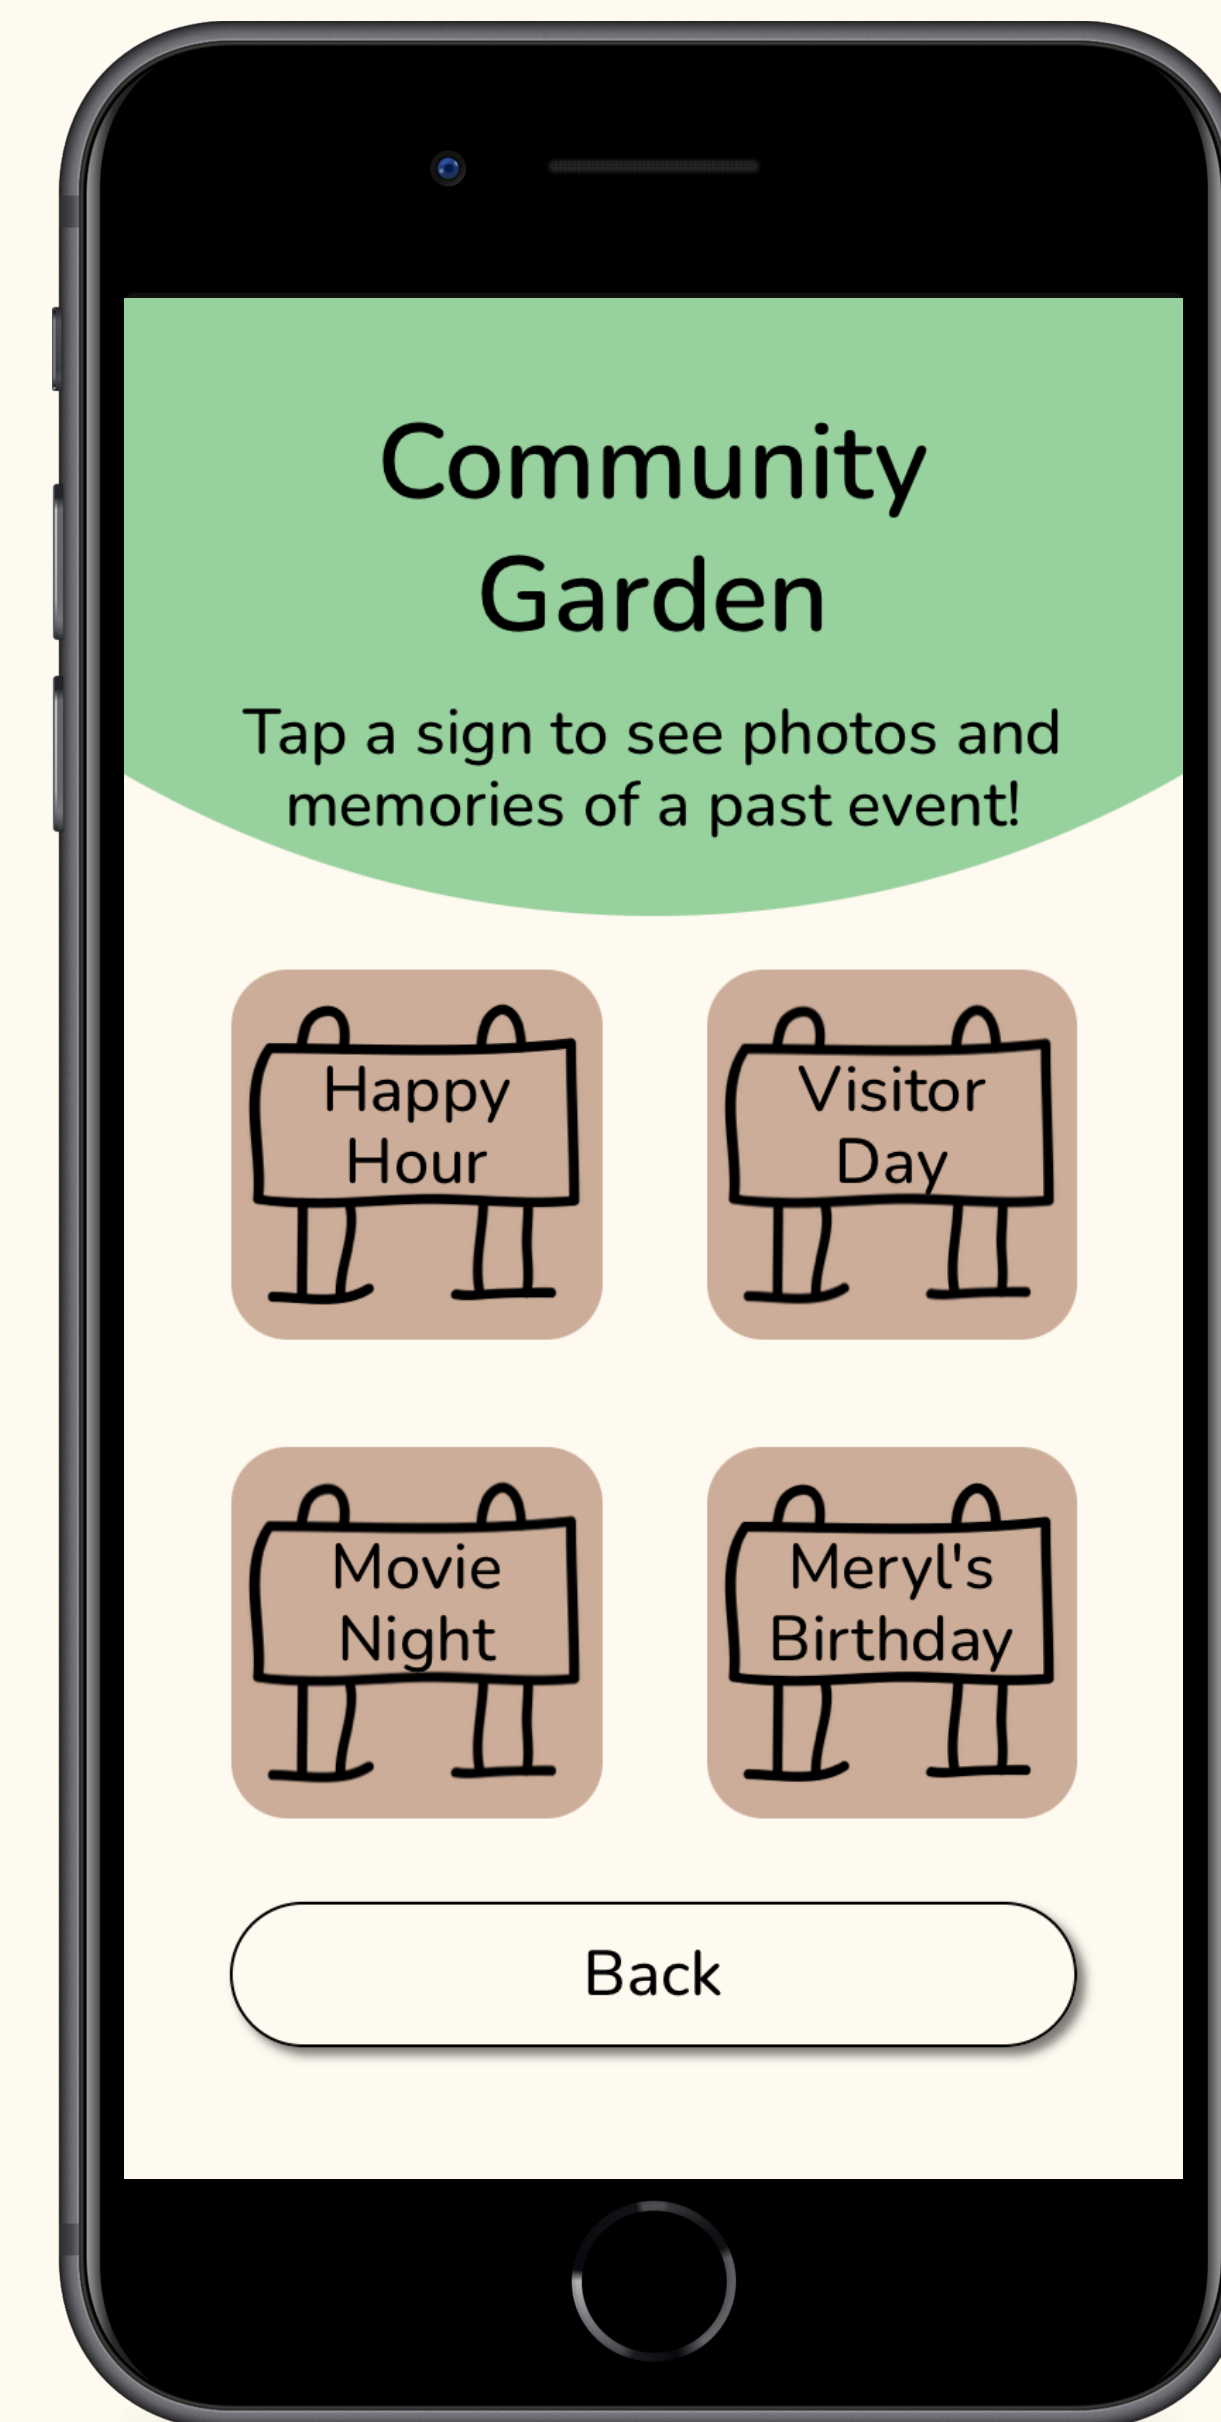 Community
Garden
Tap a sign to see photos and
memories of a past event!
Happy
Hour
Visitor
Day
Movie
Night
Meryl's
Birthday
Back